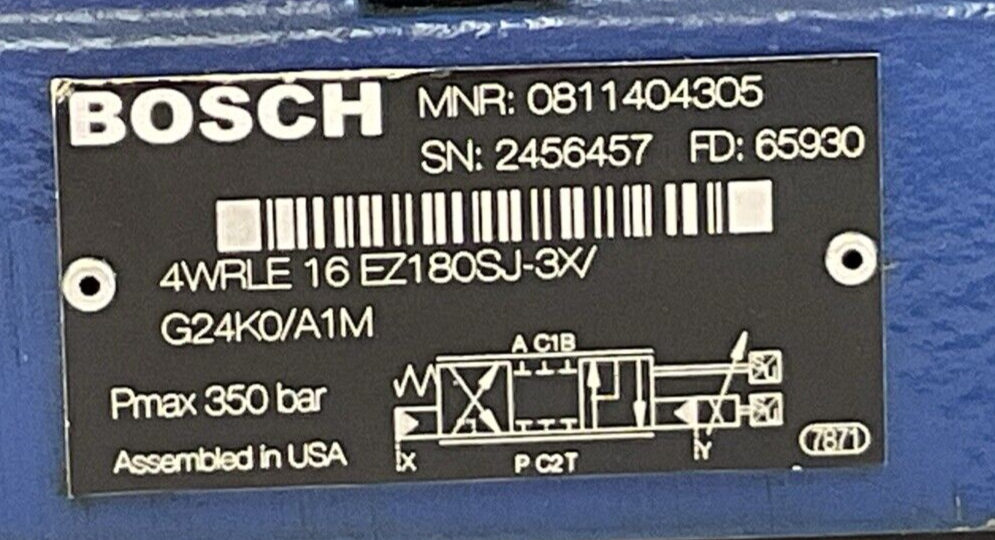 BOSCH MNR: 0811404305
SN: 2456457 FD: 65930
4WRLE 16 EZ180SJ-3X/
G24K0/A1M
A C1B
Pmax 350 bar
Assembled in USA
X
P C2T
Y
7871